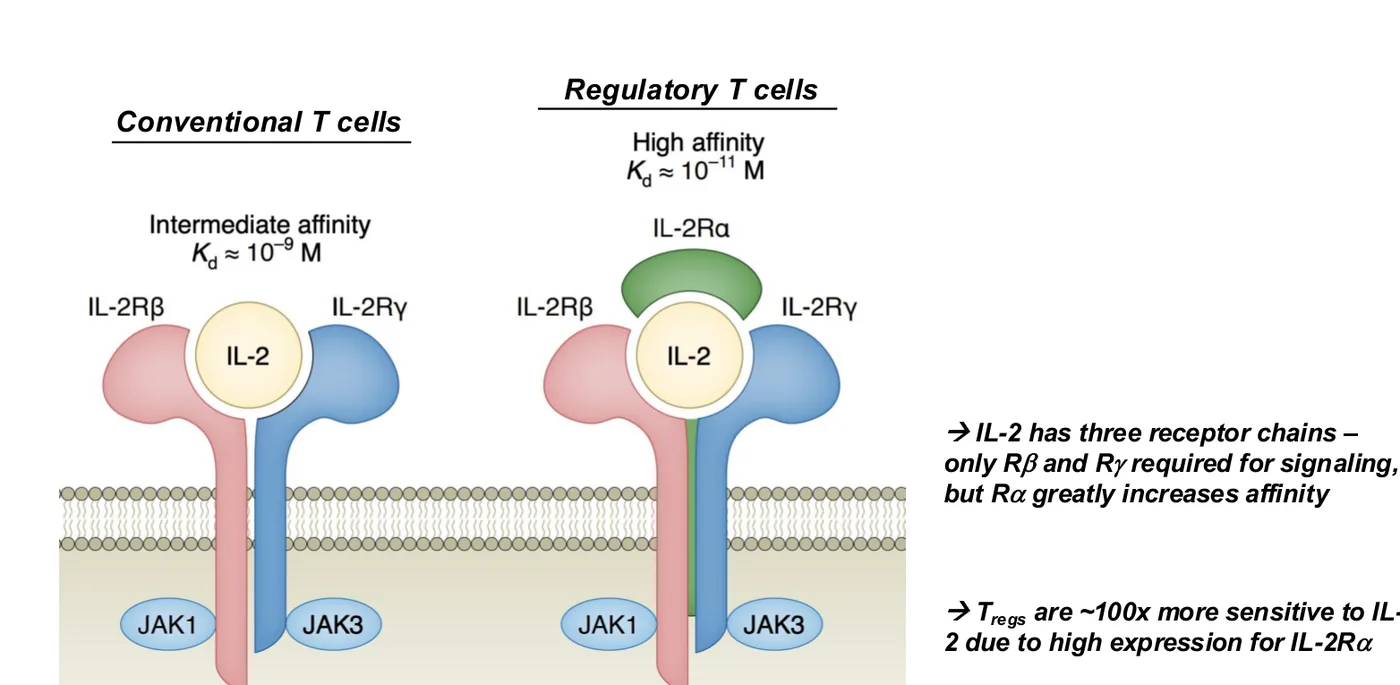 Conventional T cells
Intermediate affinity
Kd ≈ 10⁻⁹ M
IL-2Rβ
IL-2Rγ
IL-2
JAK1
JAK3
Regulatory T cells
High affinity
Kd ≈ 10⁻¹¹ M
IL-2Rα
IL-2Rβ
IL-2Rγ
IL-2
JAK1
JAK3
→ IL-2 has three receptor chains –
only Rβ and Rγ required for signaling,
but Rα greatly increases affinity
→ Tregs are ~100x more sensitive to IL-
2 due to high expression for IL-2Rα